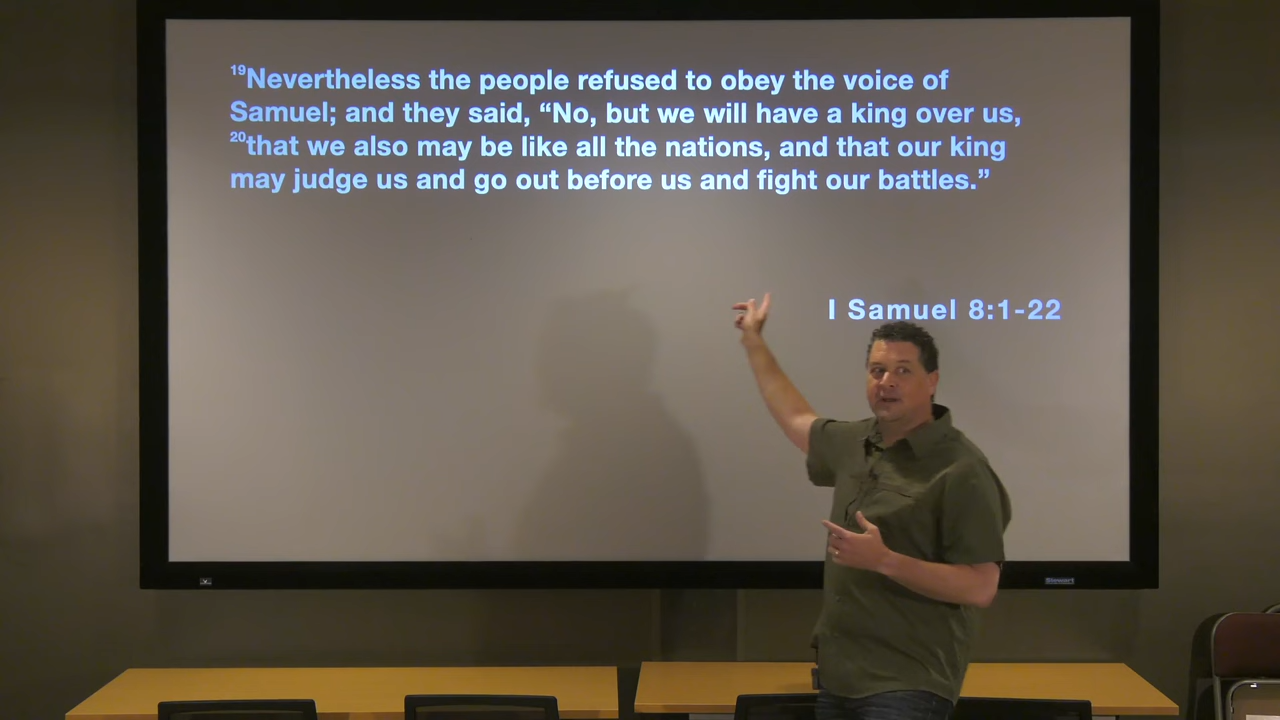 19Nevertheless the people refused to obey the voice of
Samuel; and they said, “No, but we will have a king over us,
20that we also may be like all the nations, and that our king
may judge us and go out before us and fight our battles.”
I Samuel 8:1-22
Stewart